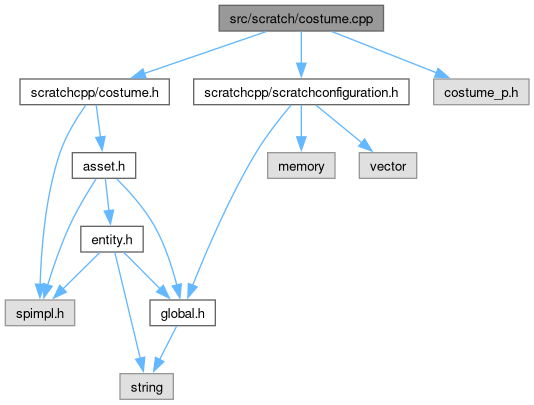 src/scratch/costume.cpp
scratchcpp/costume.h
scratchcpp/scratchconfiguration.h
costume_p.h
asset.h
memory
vector
entity.h
spimpl.h
global.h
string